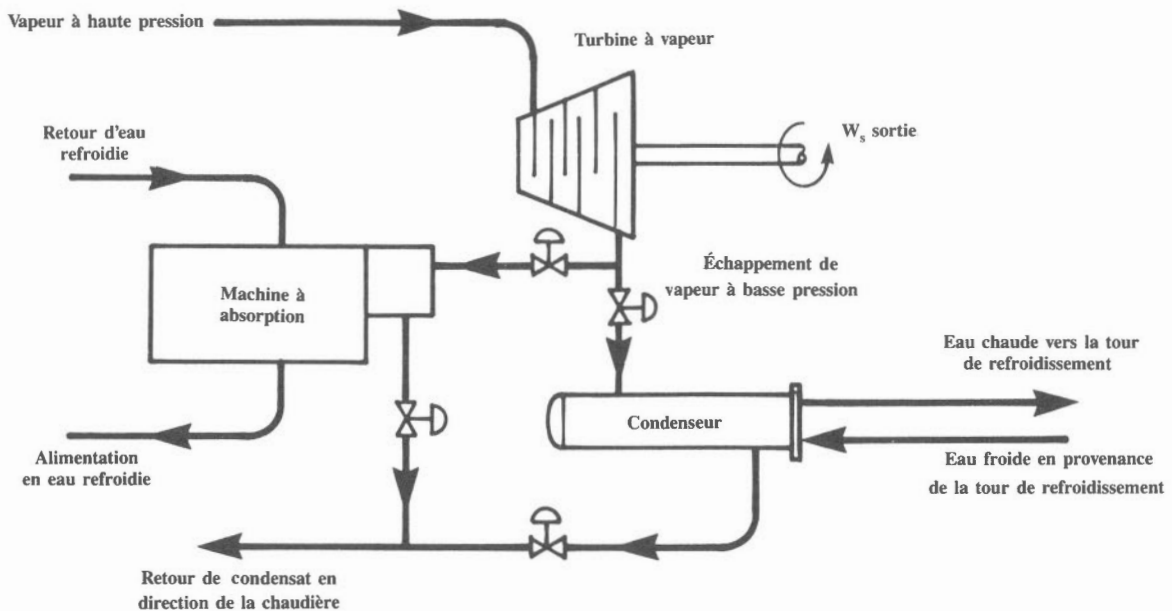 Vapeur à haute pression
Turbine à vapeur
Retour d'eau
refroidie
W_s sortie
Machine à
absorption
Échappement de
vapeur à basse pression
Eau chaude vers la tour
de refroidissement
Condenseur
Alimentation
en eau refroidie
Eau froide en provenance
de la tour de refroidissement
Retour de condensat en
direction de la chaudière